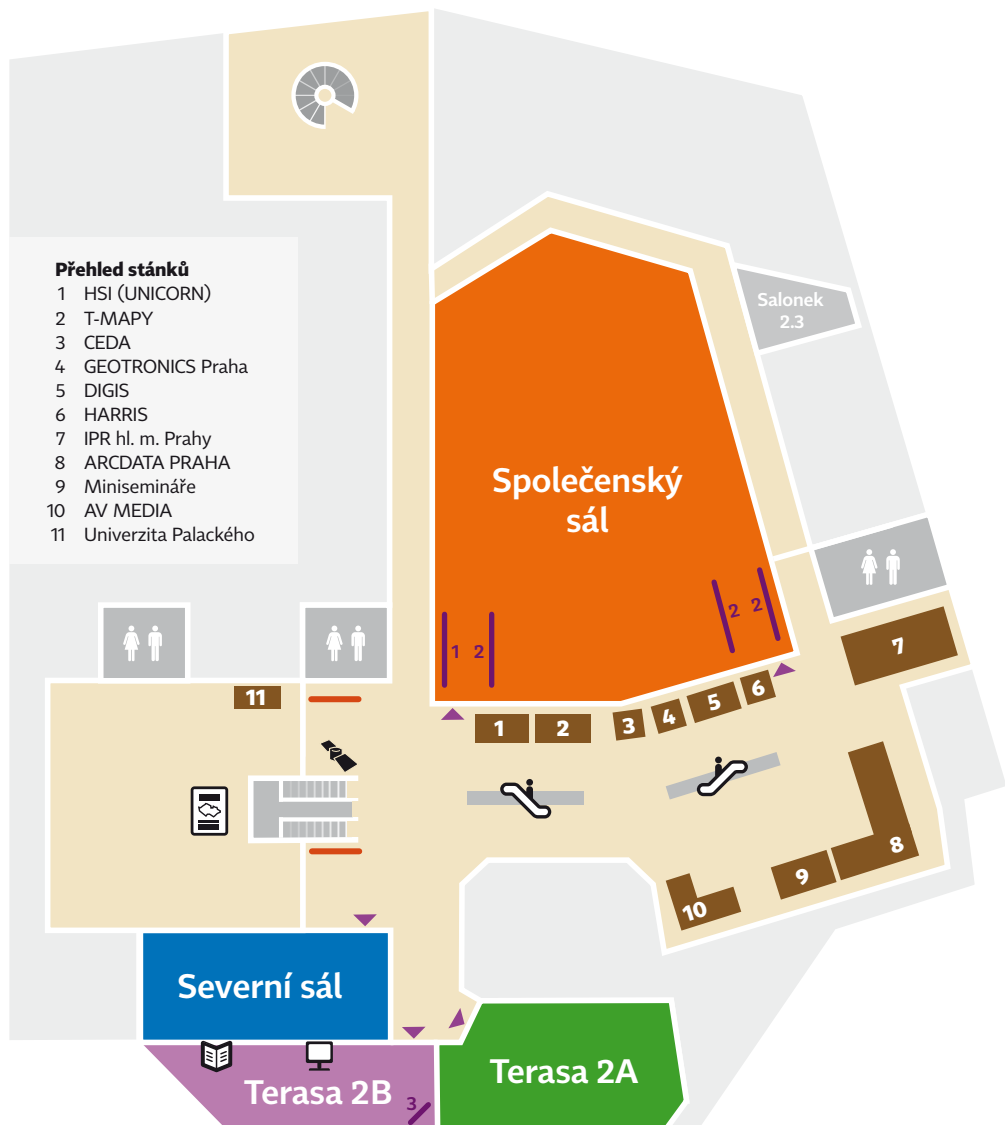 Přehled stánků
1 HSI (UNICORN)
2 T-MAPY
3 CEDA
4 GEOTRONICS Praha
5 DIGIS
6 HARRIS
7 IPR hl. m. Prahy
8 ARCDATA PRAHA
9 Minisemináře
10 AV MEDIA
11 Univerzita Palackého
Salonek
2.3
Společenský
sál
1 2
2 2
7
11
1
2
3
4
5
6
8
9
10
Severní sál
Terasa 2B
3
Terasa 2A